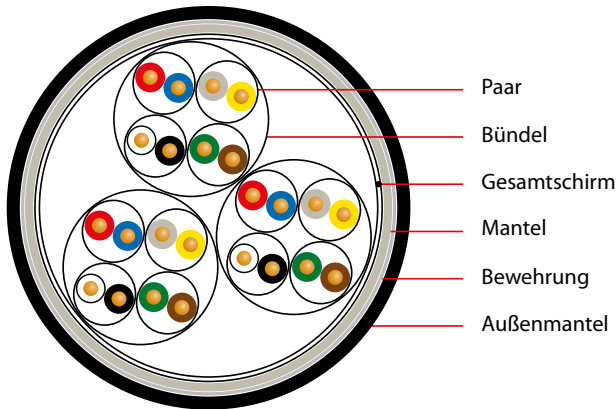 Paar
Bündel
Gesamtschirm
Mantel
Bewehrung
Außenmantel